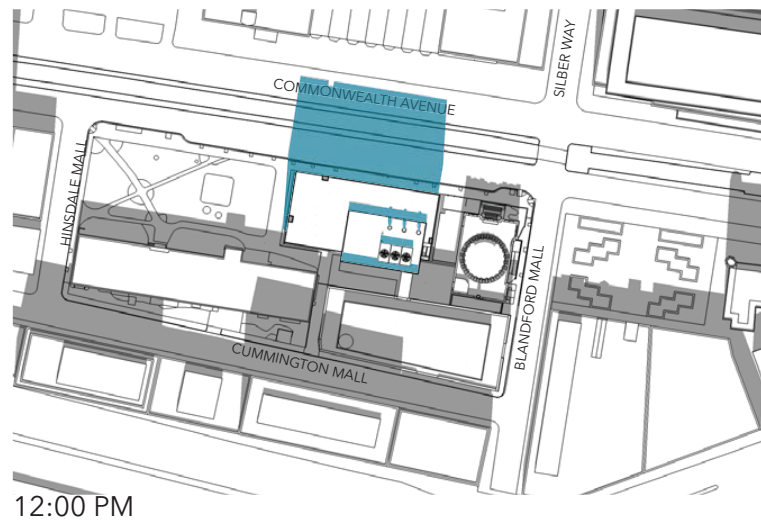 SILBER WAY
COMMONWEALTH AVENUE
HINSDALE MALL
BLANDFORD MALL
CUMMINGTON MALL
12:00 PM